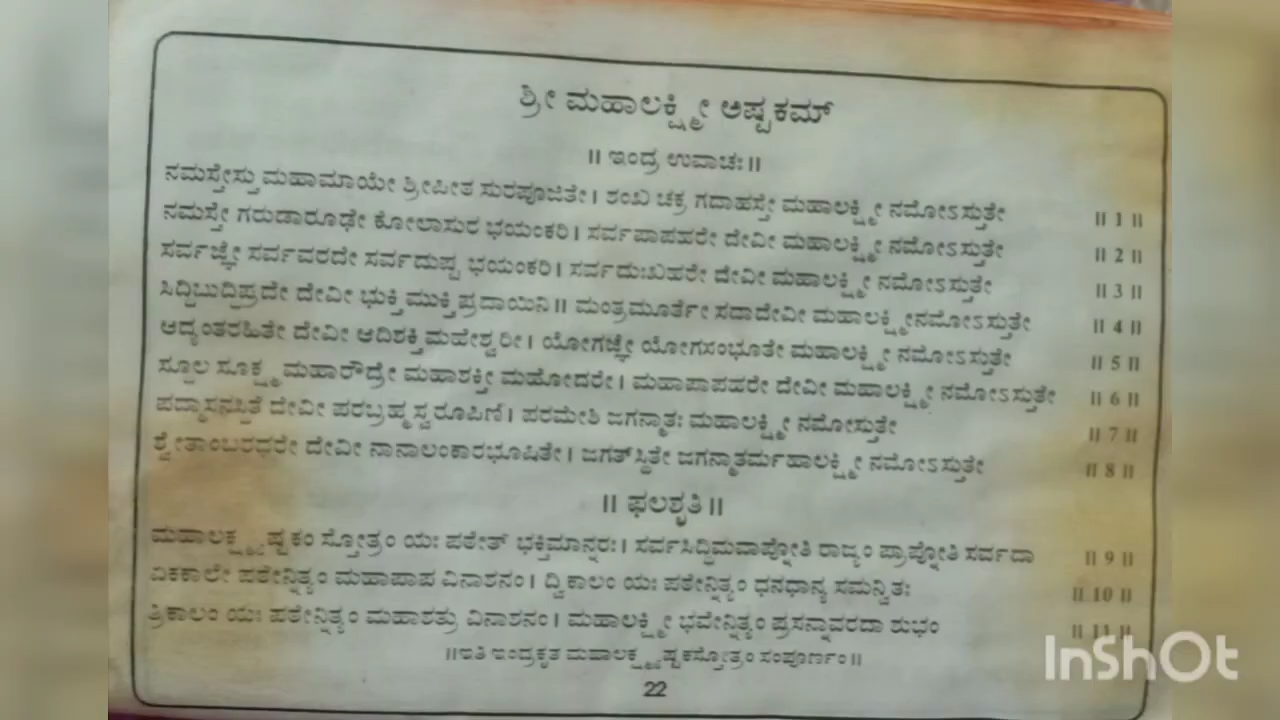 ಶ್ರೀ ಮಹಾಲಕ್ಷ್ಮೀ ಅಷ್ಟಕಮ್
॥ ಇಂದ್ರ ಉವಾಚಃ ॥
ನಮಸ್ತೇಸ್ತು ಮಹಾಮಾಯೇ ಶ್ರೀಪೀಠ ಸುರಪೂಜಿತೇ। ಶಂಖ ಚಕ್ರ ಗದಾಹಸ್ತೇ ಮಹಾಲಕ್ಷ್ಮೀ ನಮೋಽಸ್ತುತೇ ॥ 1 ॥
ನಮಸ್ತೇ ಗರುಡಾರೂಢೇ ಕೋಲಾಸುರ ಭಯಂಕರಿ। ಸರ್ವಪಾಪಹರೇ ದೇವೀ ಮಹಾಲಕ್ಷ್ಮೀ ನಮೋಽಸ್ತುತೇ ॥ 2 ॥
ಸರ್ವಜ್ಞೇ ಸರ್ವವರದೇ ಸರ್ವದುಷ್ಟ ಭಯಂಕರಿ। ಸರ್ವದುಃಖಹರೇ ದೇವೀ ಮಹಾಲಕ್ಷ್ಮೀ ನಮೋಽಸ್ತುತೇ ॥ 3 ॥
ಸಿದ್ಧಿಬುದ್ಧಿಪ್ರದೇ ದೇವೀ ಭುಕ್ತಿ ಮುಕ್ತಿ ಪ್ರದಾಯಿನಿ॥ ಮಂತ್ರಮೂರ್ತೇ ಸದಾದೇವೀ ಮಹಾಲಕ್ಷ್ಮೀನಮೋಽಸ್ತುತೇ ॥ 4 ॥
ಆದ್ಯಂತರಹಿತೇ ದೇವೀ ಆದಿಶಕ್ತಿ ಮಹೇಶ್ವರೀ। ಯೋಗಜ್ಞೇ ಯೋಗಸಂಭೂತೇ ಮಹಾಲಕ್ಷ್ಮೀ ನಮೋಽಸ್ತುತೇ ॥ 5 ॥
ಸ್ಥೂಲ ಸೂಕ್ಷ್ಮ ಮಹಾರೌದ್ರೇ ಮಹಾಶಕ್ತೀ ಮಹೋದರೇ। ಮಹಾಪಾಪಹರೇ ದೇವೀ ಮಹಾಲಕ್ಷ್ಮೀ ನಮೋಽಸ್ತುತೇ ॥ 6 ॥
ಪದ್ಮಾಸನಸ್ಥಿತೆ ದೇವೀ ಪರಬ್ರಹ್ಮ ಸ್ವರೂಪಿಣಿ। ಪರಮೇಶಿ ಜಗನ್ಮಾತಃ ಮಹಾಲಕ್ಷ್ಮೀ ನಮೋಸ್ತುತೇ ॥ 7 ॥
ಶ್ವೇತಾಂಬರಧರೇ ದೇವೀ ನಾನಾಲಂಕಾರಭೂಷಿತೇ। ಜಗತ್‌ಸ್ಥಿತೇ ಜಗನ್ಮಾತರ್ಮಹಾಲಕ್ಷ್ಮೀ ನಮೋಽಸ್ತುತೇ ॥ 8 ॥
॥ ಫಲಶೃತಿ ॥
ಮಹಾಲಕ್ಷ್ಮ್ಯಷ್ಟಕಂ ಸ್ತೋತ್ರಂ ಯಃ ಪಠೇತ್ ಭಕ್ತಿಮಾನ್ನರಃ। ಸರ್ವಸಿದ್ಧಿಮವಾಪ್ನೋತಿ ರಾಜ್ಯಂ ಪ್ರಾಪ್ನೋತಿ ಸರ್ವದಾ ॥ 9 ॥
ಏಕಕಾಲೇ ಪಠೇನ್ನಿತ್ಯಂ ಮಹಾಪಾಪ ವಿನಾಶನಂ। ದ್ವಿಕಾಲಂ ಯಃ ಪಠೇನ್ನಿತ್ಯಂ ಧನಧಾನ್ಯ ಸಮನ್ವಿತಃ ॥ 10 ॥
ತ್ರಿಕಾಲಂ ಯಃ ಪಠೇನ್ನಿತ್ಯಂ ಮಹಾಶತ್ರು ವಿನಾಶನಂ। ಮಹಾಲಕ್ಷ್ಮೀ ಭವೇನ್ನಿತ್ಯಂ ಪ್ರಸನ್ನಾವರದಾ ಶುಭಂ ॥ 11 ॥
॥ಇತಿ ಇಂದ್ರಕೃತ ಮಹಾಲಕ್ಷ್ಮ್ಯಷ್ಟಕಸ್ತೋತ್ರಂ ಸಂಪೂರ್ಣಂ॥
22
InShOt